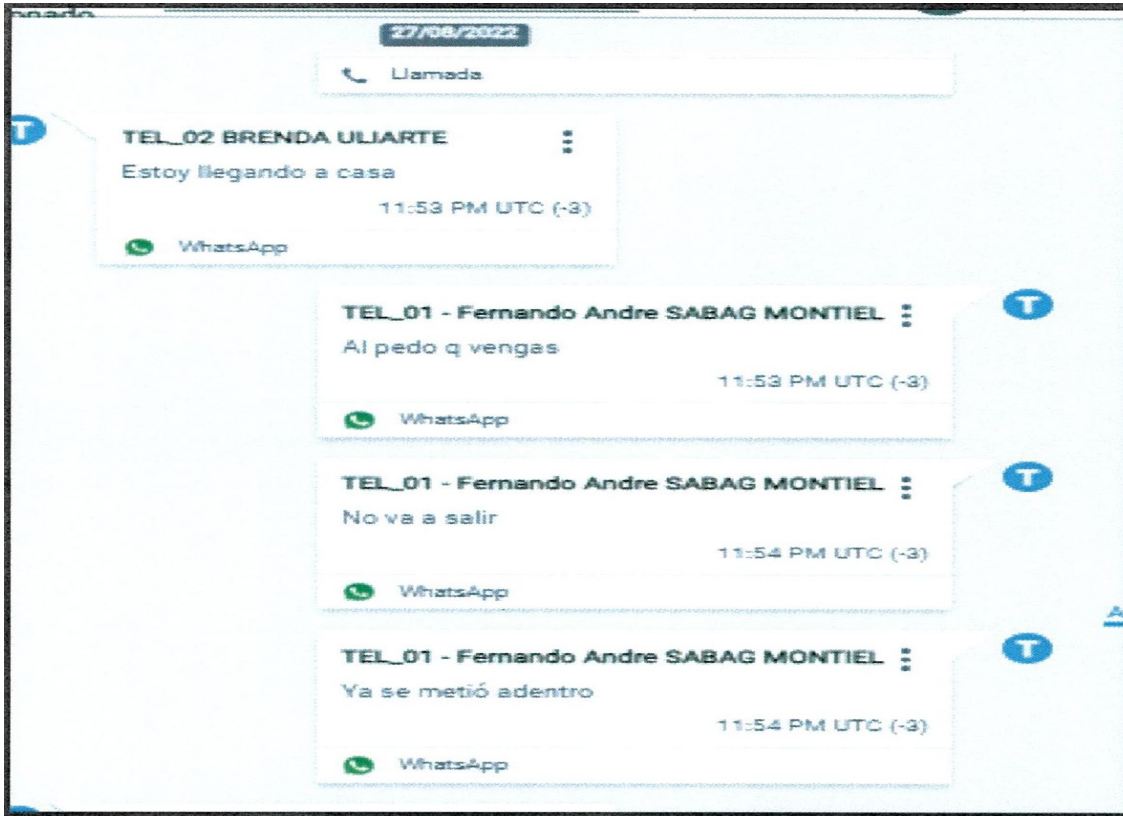 onado
27/08/2022
Llamada
TEL_02 BRENDA ULIARTE
Estoy llegando a casa
11:53 PM UTC (-3)
WhatsApp
TEL_01 - Fernando Andre SABAG MONTIEL
Al pedo q vengas
11:53 PM UTC (-3)
WhatsApp
TEL_01 - Fernando Andre SABAG MONTIEL
No va a salir
11:54 PM UTC (-3)
WhatsApp
TEL_01 - Fernando Andre SABAG MONTIEL
Ya se metió adentro
11:54 PM UTC (-3)
WhatsApp